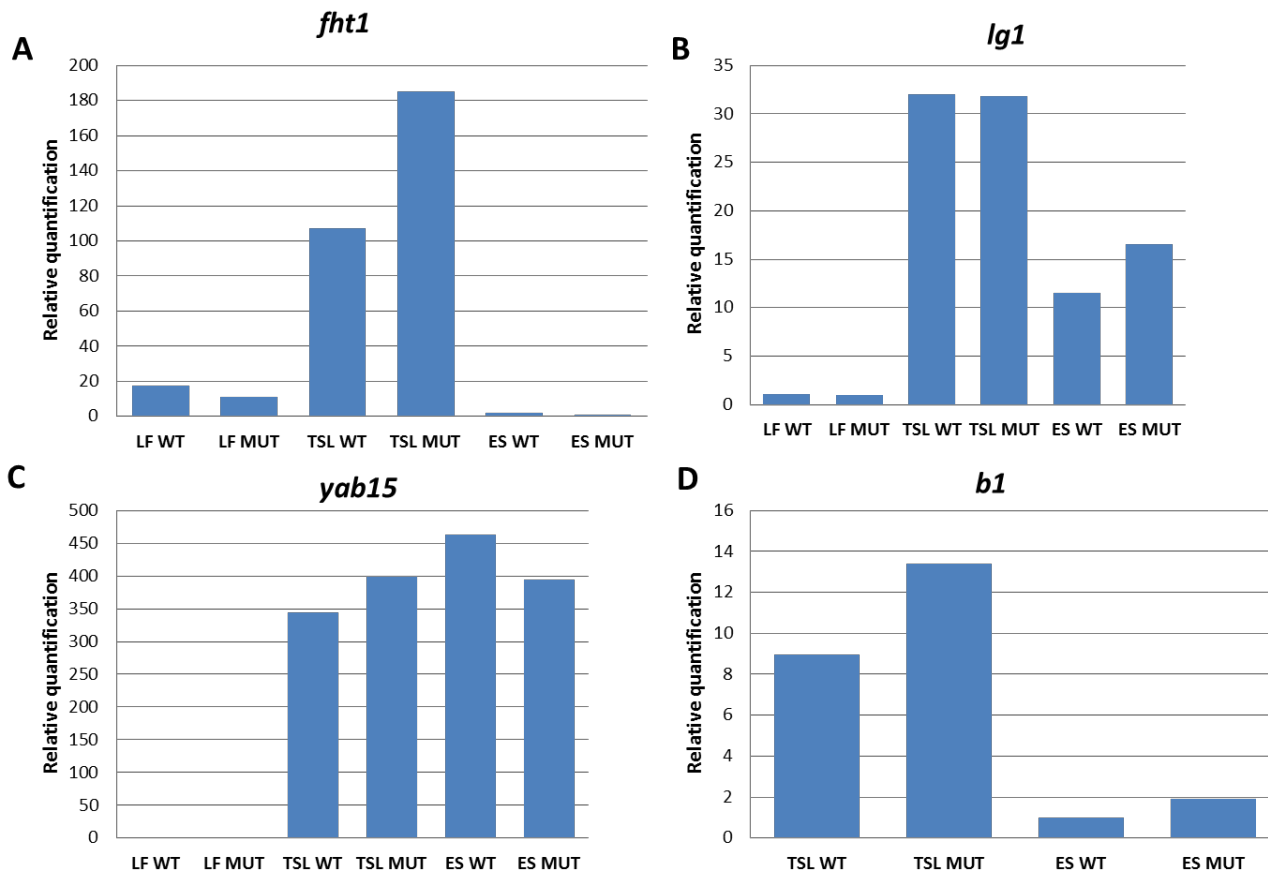 A
fht1
Relative quantification
200
180
160
140
120
100
80
60
40
20
0
LF WT LF MUT TSL WT TSL MUT ES WT ES MUT
B
lg1
Relative quantification
35
30
25
20
15
10
5
0
LF WT LF MUT TSL WT TSL MUT ES WT ES MUT
C
yab15
Relative quantification
500
450
400
350
300
250
200
150
100
50
0
LF WT LF MUT TSL WT TSL MUT ES WT ES MUT
D
b1
Relative quantification
16
14
12
10
8
6
4
2
0
TSL WT TSL MUT ES WT ES MUT